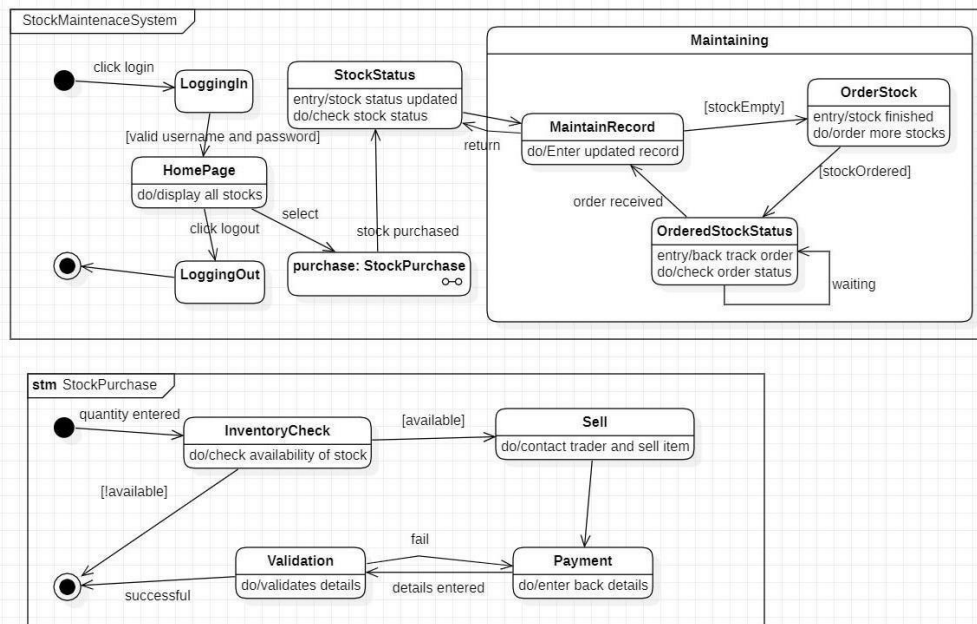 StockMaintenaceSystem
click login
LoggingIn
[valid username and password]
HomePage
do/display all stocks
click logout
select
LoggingOut
StockStatus
entry/stock status updated
do/check stock status
stock purchased
purchase: StockPurchase
return
Maintaining
MaintainRecord
do/Enter updated record
[stockEmpty]
OrderStock
entry/stock finished
do/order more stocks
[stockOrdered]
order received
OrderedStockStatus
entry/back track order
do/check order status
waiting
stm StockPurchase
quantity entered
InventoryCheck
do/check availability of stock
[available]
Sell
do/contact trader and sell item
[!available]
Validation
do/validates details
fail
details entered
Payment
do/enter back details
successful